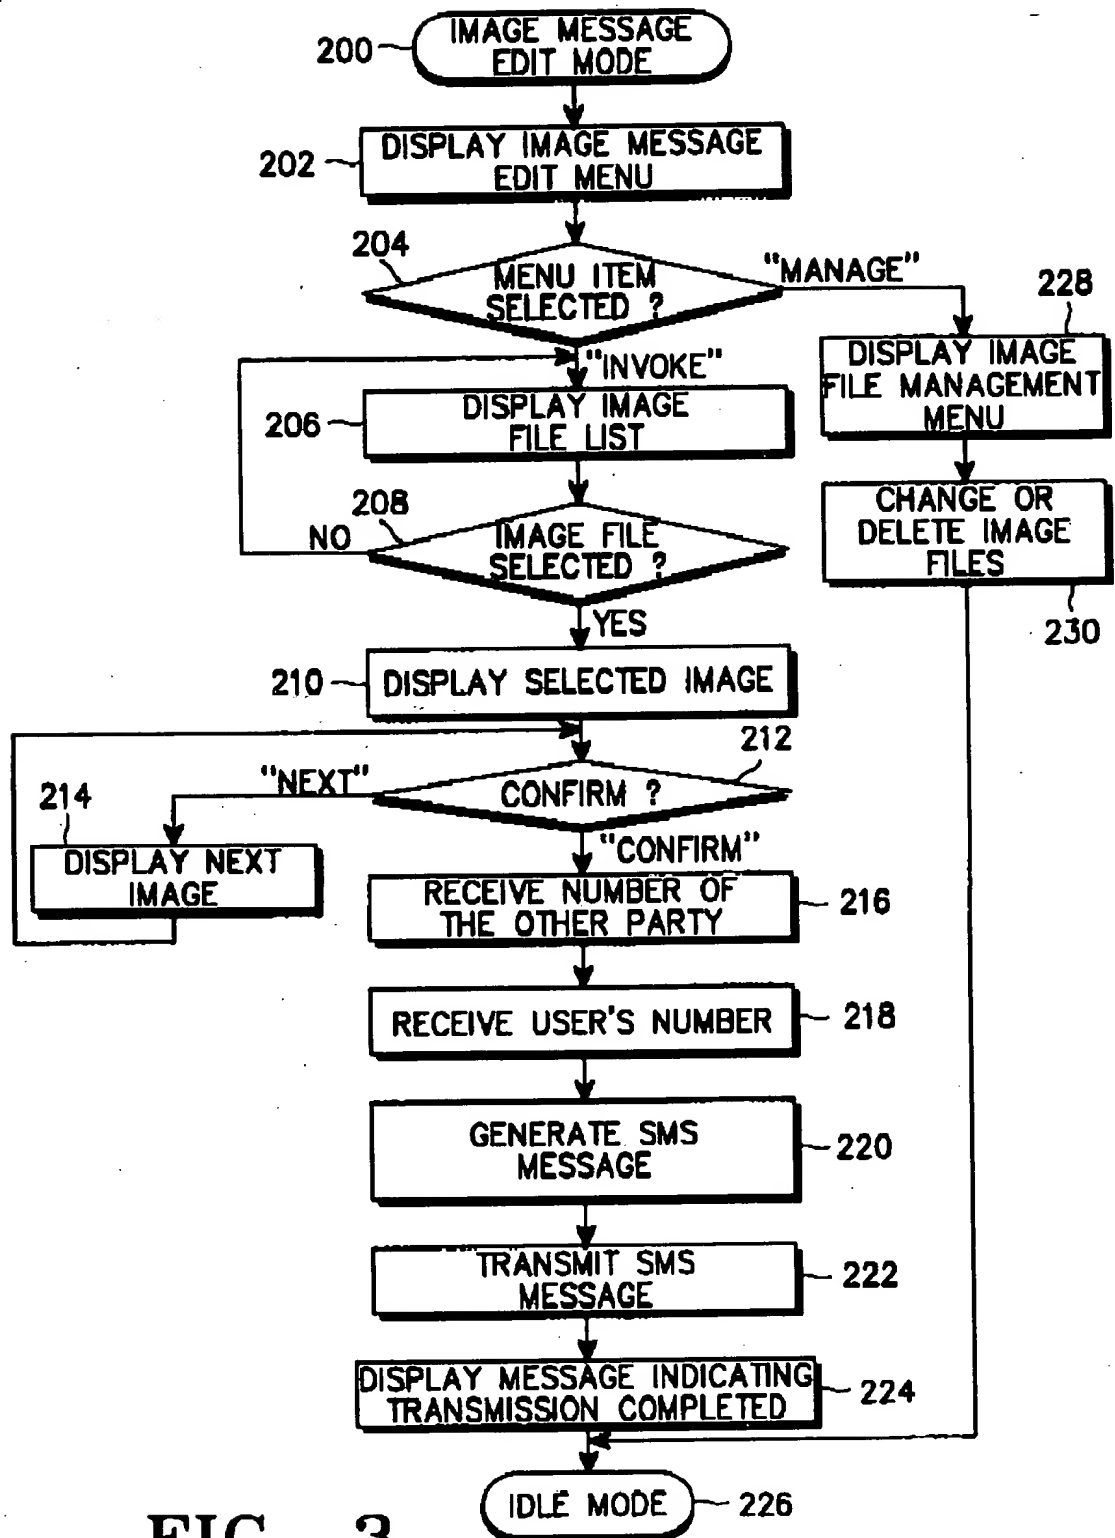 200
IMAGE MESSAGE
EDIT MODE
202
DISPLAY IMAGE MESSAGE
EDIT MENU
204
MENU ITEM
SELECTED ?
"MANAGE"
228
DISPLAY IMAGE
FILE MANAGEMENT
MENU
"INVOKE"
206
DISPLAY IMAGE
FILE LIST
CHANGE OR
DELETE IMAGE
FILES
230
208
NO
IMAGE FILE
SELECTED ?
YES
210
DISPLAY SELECTED IMAGE
212
"NEXT"
CONFIRM ?
214
DISPLAY NEXT
IMAGE
"CONFIRM"
RECEIVE NUMBER OF
THE OTHER PARTY
216
RECEIVE USER'S NUMBER
218
GENERATE SMS
MESSAGE
220
TRANSMIT SMS
MESSAGE
222
DISPLAY MESSAGE INDICATING
TRANSMISSION COMPLETED
224
IDLE MODE
226
FIG. 3